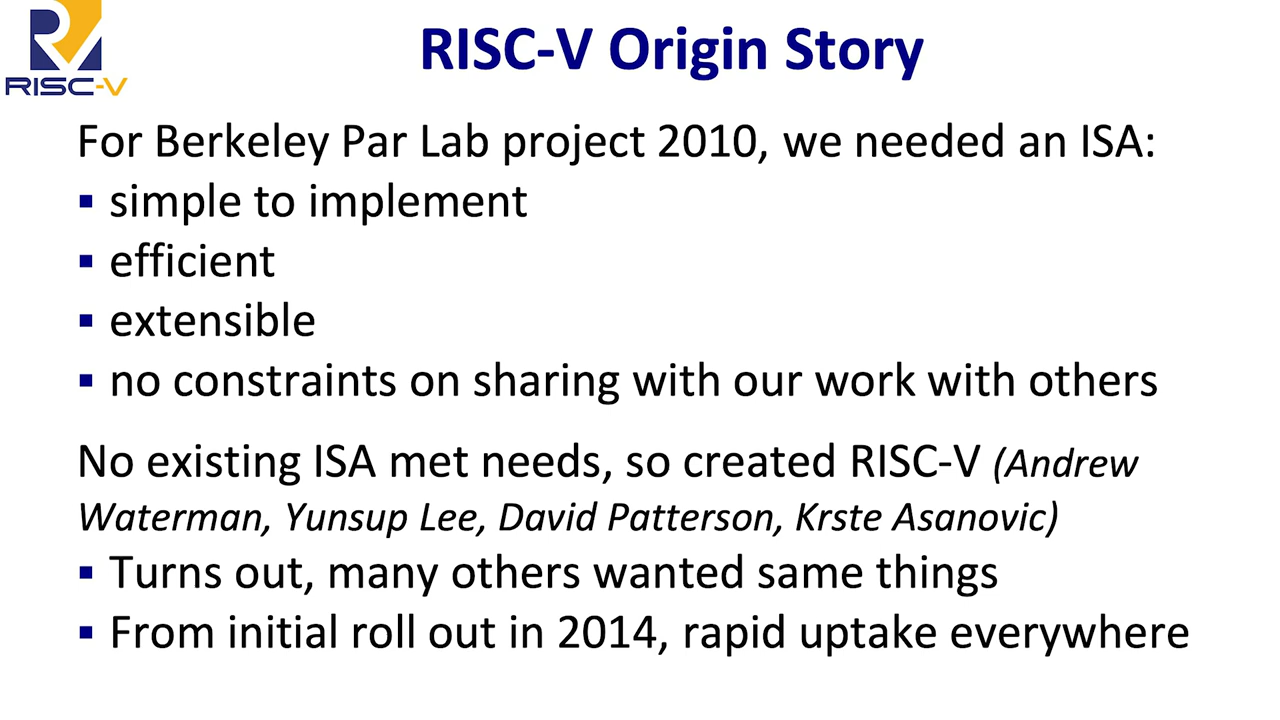 RISC-V
RISC-V Origin Story
For Berkeley Par Lab project 2010, we needed an ISA:
▪ simple to implement
▪ efficient
▪ extensible
▪ no constraints on sharing with our work with others
No existing ISA met needs, so created RISC-V (Andrew
Waterman, Yunsup Lee, David Patterson, Krste Asanovic)
▪ Turns out, many others wanted same things
▪ From initial roll out in 2014, rapid uptake everywhere